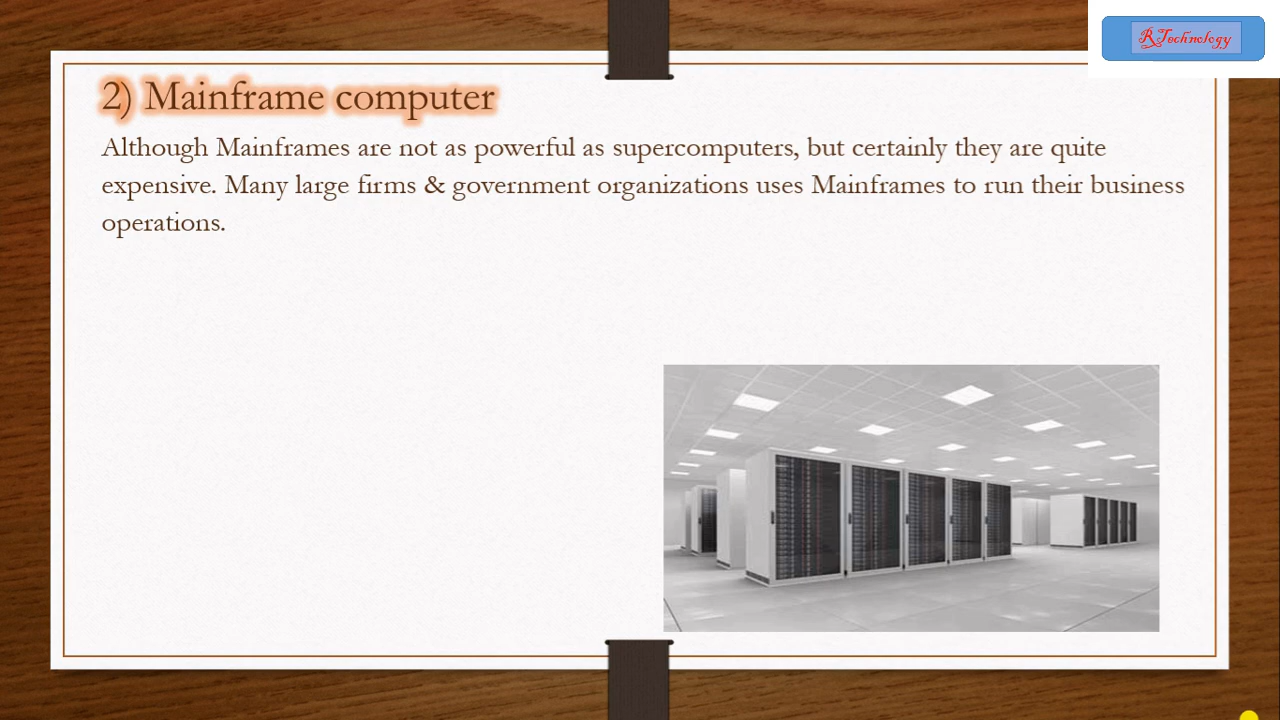 RTechnology
2) Mainframe computer
Although Mainframes are not as powerful as supercomputers, but certainly they are quite
expensive. Many large firms & government organizations uses Mainframes to run their business
operations.